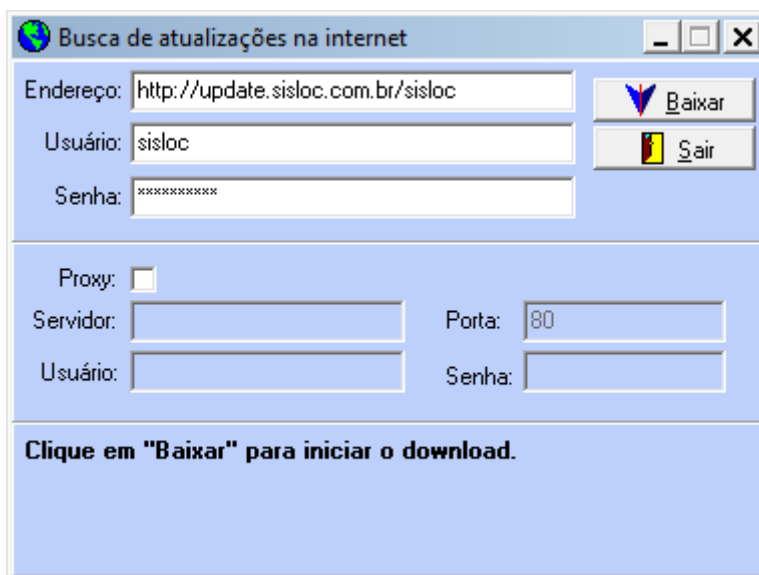 Busca de atualizações na internet
Endereço: http://update.sisloc.com.br/sisloc
Baixar
Usuário: sisloc
Sair
Senha: **********
Proxy:
Servidor:
Porta: 80
Usuário:
Senha:
Clique em "Baixar" para iniciar o download.